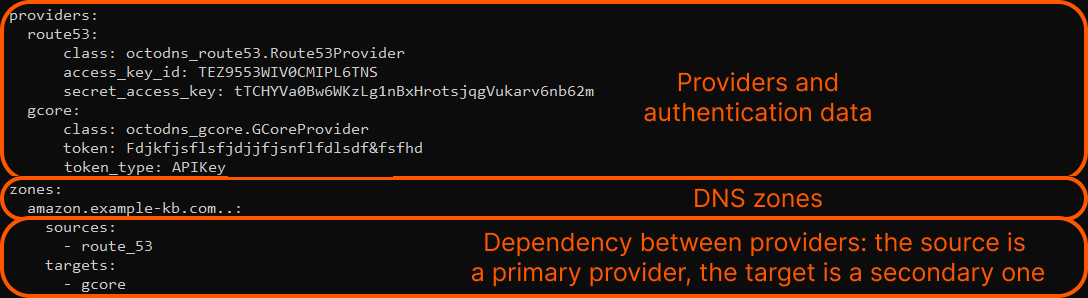 providers:
route53:
class: octodns_route53.Route53Provider
access_key_id: TEZ9553WIV0CMIPL6TNS
secret_access_key: tTCHYVa0Bw6WKzLg1nBxHrotsjqgVukarv6nb62m
gcore:
class: octodns_gcore.GCoreProvider
token: Fdjkfjsflsfjdjjfjsnflfdlsdf&fsfhd
token_type: APIKey
Providers and
authentication data
zones:
amazon.example-kb.com..:
DNS zones
sources:
- route_53
targets:
- gcore
Dependency between providers: the source is
a primary provider, the target is a secondary one